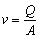 v = Q/A